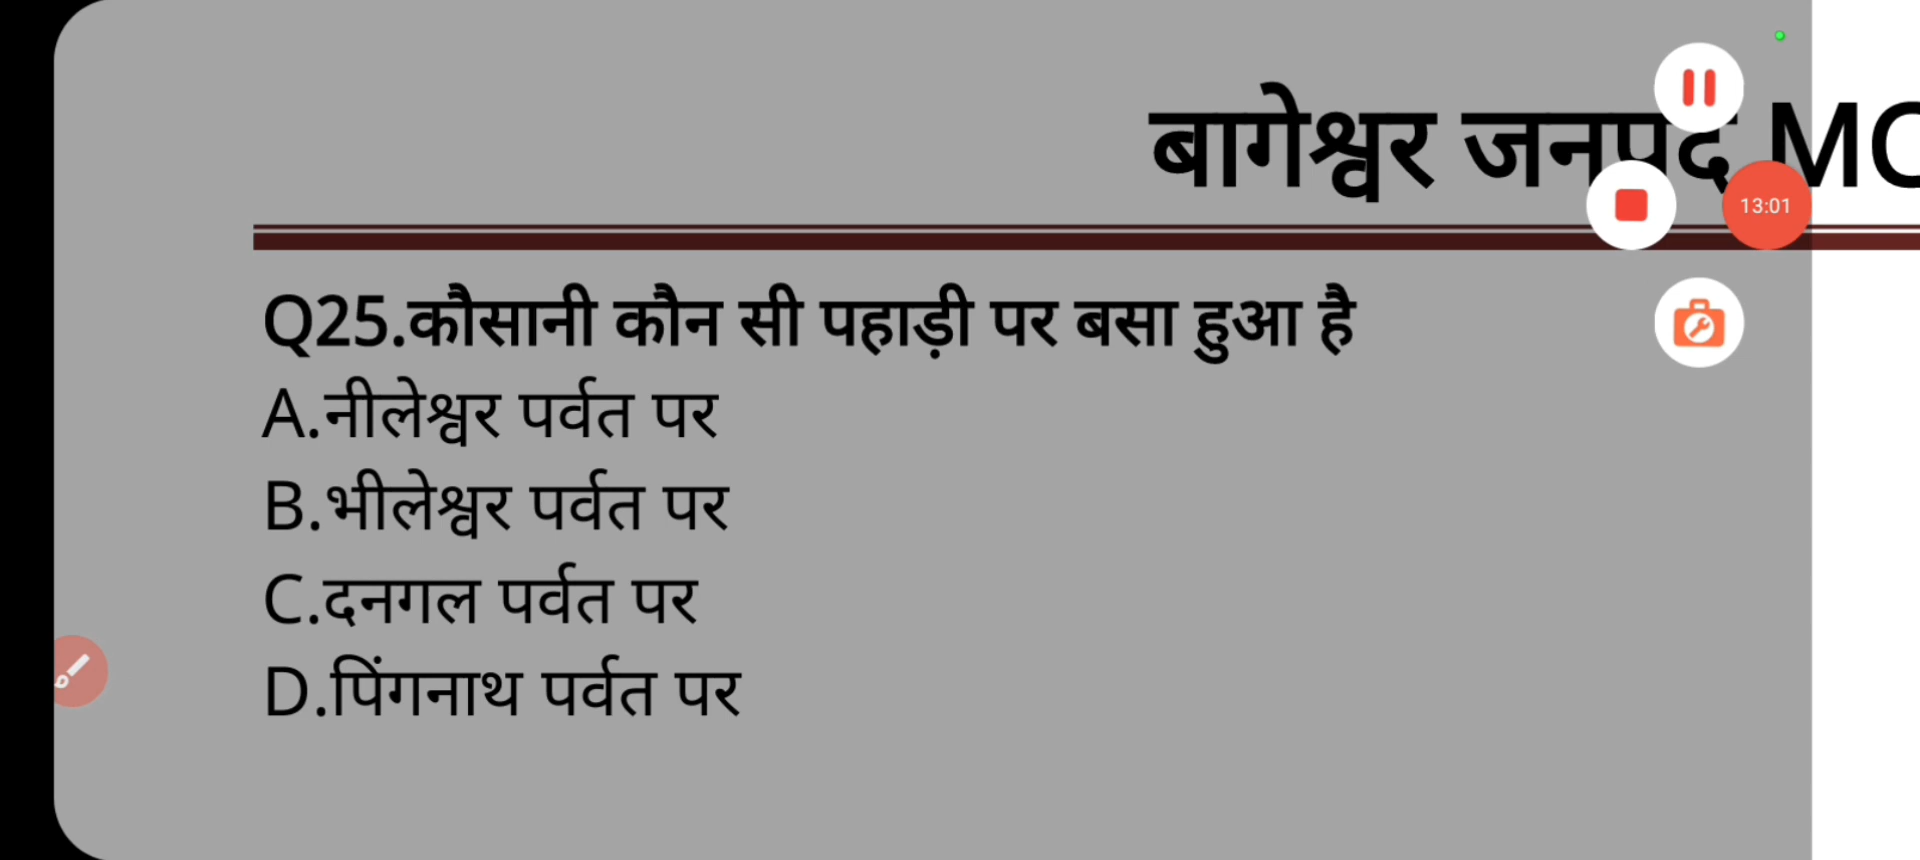 बागेश्वर जनपद MC
13:01
Q25.कौसानी कौन सी पहाड़ी पर बसा हुआ है
A.नीलेश्वर पर्वत पर
B.भीलेश्वर पर्वत पर
C.दनगल पर्वत पर
D.पिंगनाथ पर्वत पर